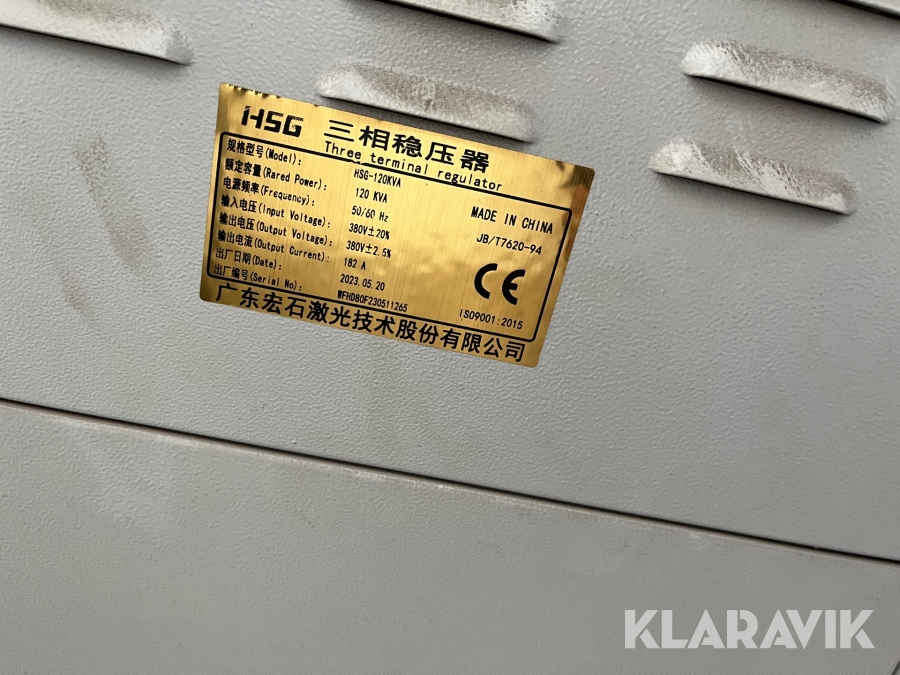 HSG 三相稳压器
Three terminal regulator
规格型号(Model): HSG-120KVA
额定容量(Rared Power): 120 KVA
电源频率(Frequency): 50/60 Hz
输入电压(Input Voltage): 380V±20%
输出电压(Output Voltage): 380V±2.5%
输出电流(Output Current): 182 A
出厂日期(Date): 2023.05.20
出厂编号(Serial No): WFHD80F230511265
MADE IN CHINA
JB/T7620-94
CE
ISO9001:2015
广东宏石激光技术股份有限公司
KLARAVIK